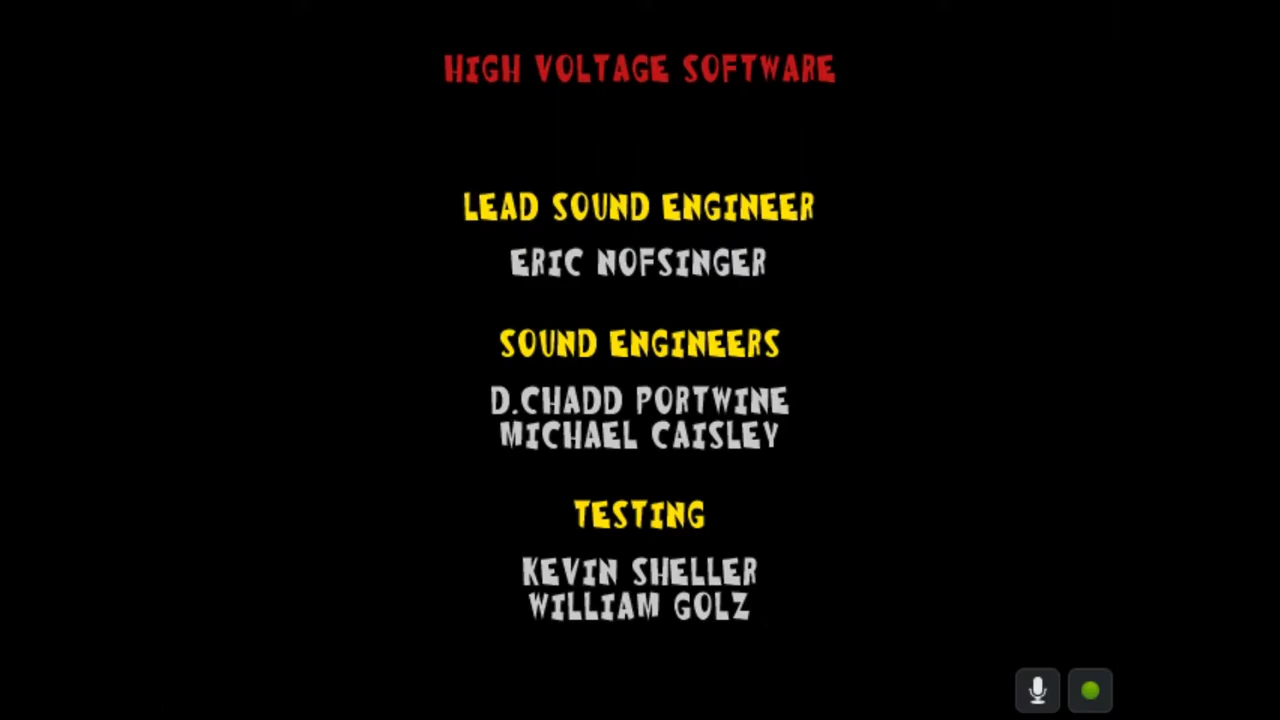 HIGH VOLTAGE SOFTWARE
LEAD SOUND ENGINEER
ERIC NOFSINGER
SOUND ENGINEERS
D.CHADD PORTWINE
MICHAEL CAISLEY
TESTING
KEVIN SHELLER
WILLIAM GOLZ